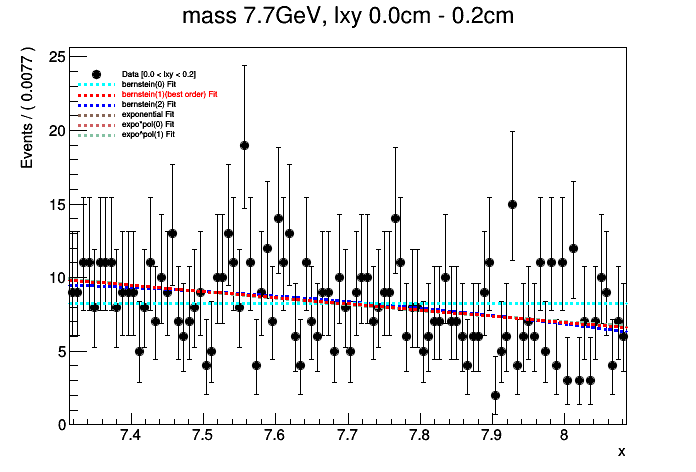 mass 7.7GeV, lxy 0.0cm - 0.2cm
Events / ( 0.0077 )
25
20
15
10
5
0
Data [0.0 < lxy < 0.2]
bernstein(0) Fit
bernstein(1)(best order) Fit
bernstein(2) Fit
exponential Fit
expo*pol(0) Fit
expo*pol(1) Fit
7.4 7.5 7.6 7.7 7.8 7.9 8
x